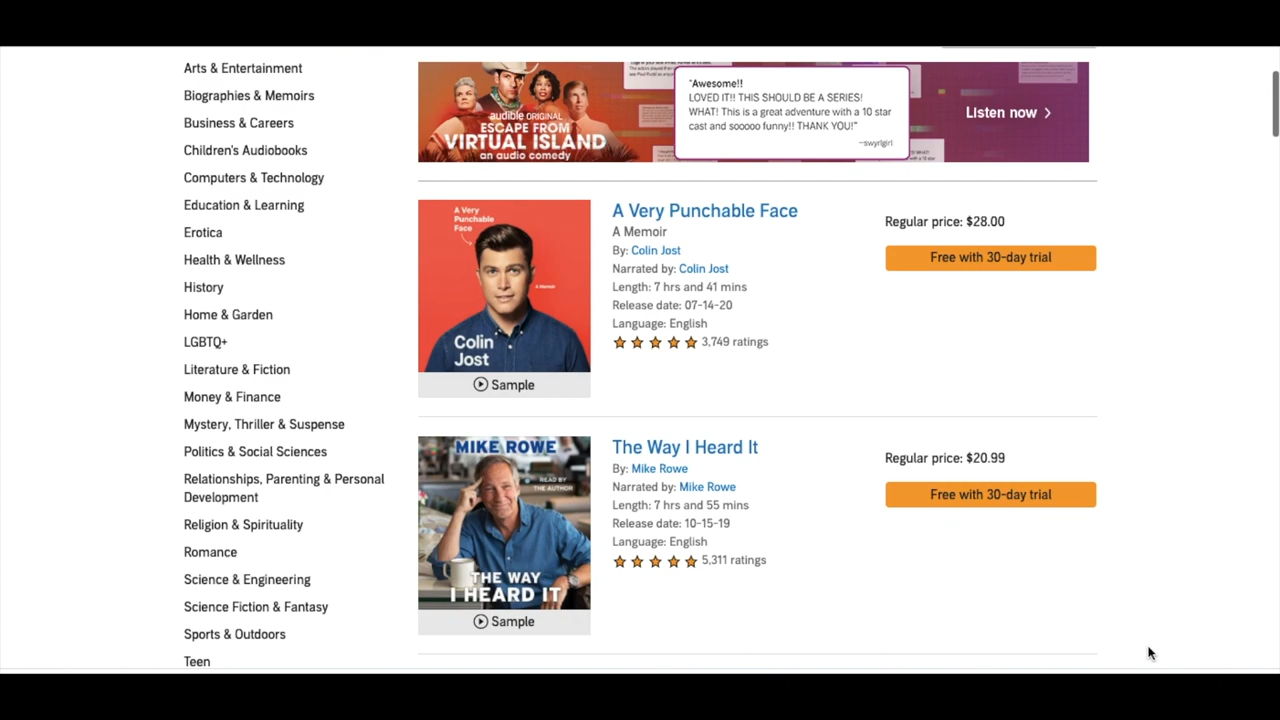 Arts & Entertainment
Biographies & Memoirs
Business & Careers
Children's Audiobooks
Computers & Technology
Education & Learning
Erotica
Health & Wellness
History
Home & Garden
LGBTQ+
Literature & Fiction
Money & Finance
Mystery, Thriller & Suspense
Politics & Social Sciences
Relationships, Parenting & Personal
Development
Religion & Spirituality
Romance
Science & Engineering
Science Fiction & Fantasy
Sports & Outdoors
Teen
audible ORIGINAL
ESCAPE FROM
VIRTUAL ISLAND
an audio comedy
"Awesome!!
LOVED IT!! THIS SHOULD BE A SERIES!
WHAT! This is a great adventure with a 10 star
cast and sooooo funny!! THANK YOU!"
—swyrlgirl
Listen now
A Very
Punchable
Face
A Memoir
Colin
Jost
Sample
A Very Punchable Face
A Memoir
By: Colin Jost
Narrated by: Colin Jost
Length: 7 hrs and 41 mins
Release date: 07-14-20
Language: English
3,749 ratings
Regular price: $28.00
Free with 30-day trial
MIKE ROWE
READ BY
THE AUTHOR
THE WAY
I HEARD IT
Sample
The Way I Heard It
By: Mike Rowe
Narrated by: Mike Rowe
Length: 7 hrs and 55 mins
Release date: 10-15-19
Language: English
5,311 ratings
Regular price: $20.99
Free with 30-day trial